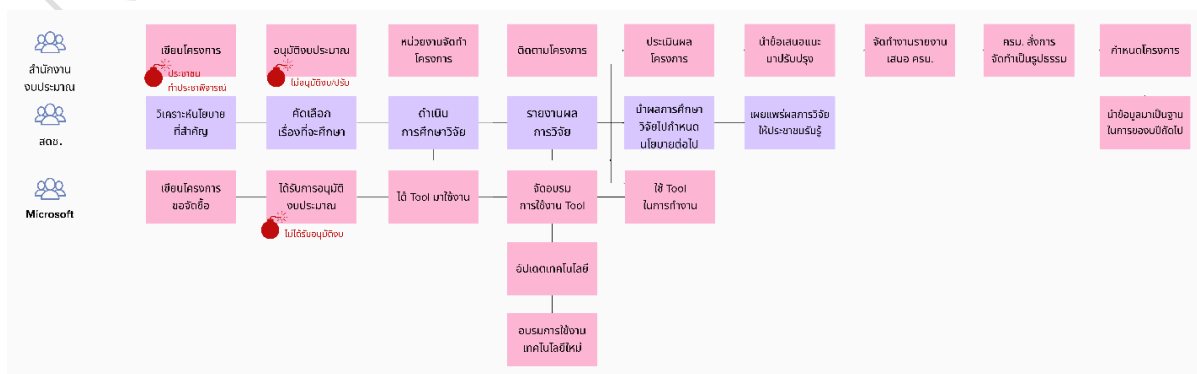 สำนักงาน
งบประมาณ
เขียนโครงการ
ประชาชน
ทำประชาพิจารณ์
อนุมัติงบประมาณ
ไม่อนุมัติงบ/ปรับ
หน่วยงานจัดทำ
โครงการ
ติดตามโครงการ
ประเมินผล
โครงการ
นำข้อเสนอแนะ
มาปรับปรุง
จัดทำงานรายงาน
เสนอ ครม.
ครม. สั่งการ
จัดทำเป็นรูปธรรม
กำหนดโครงการ
สดช.
วิเคราะห์นโยบาย
ที่สำคัญ
คัดเลือก
เรื่องที่จะศึกษา
ดำเนิน
การศึกษาวิจัย
รายงานผล
การวิจัย
นำผลการศึกษา
วิจัยไปกำหนด
นโยบายต่อไป
เผยแพร่ผลการวิจัย
ให้ประชาชนรับรู้
นำข้อมูลมาเป็นฐาน
ในการของบปีถัดไป
Microsoft
เขียนโครงการ
ขอจัดซื้อ
ได้รับการอนุมัติ
งบประมาณ
ไม่ได้รับอนุมัติงบ
ได้ Tool มาใช้งาน
จัดอบรม
การใช้งาน Tool
ใช้ Tool
ในการทำงาน
อัปเดตเทคโนโลยี
อบรมการใช้งาน
เทคโนโลยีใหม่